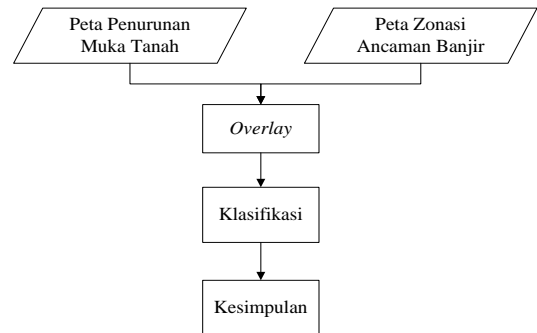 Peta Penurunan
Muka Tanah
Peta Zonasi
Ancaman Banjir
Overlay
Klasifikasi
Kesimpulan